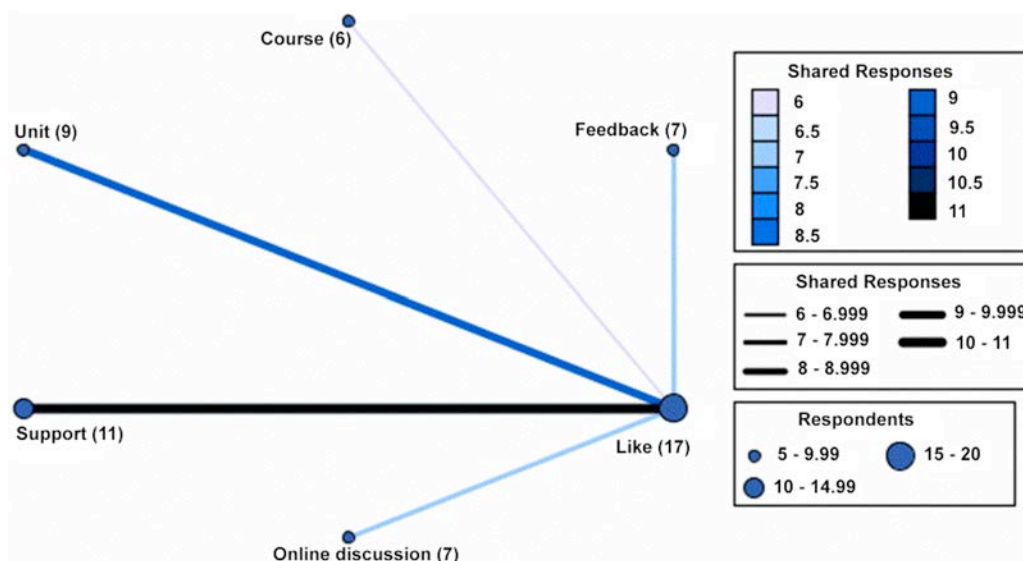 Course (6)
Unit (9)
Feedback (7)
Support (11)
Like (17)
Online discussion (7)
Shared Responses
6
6.5
7
7.5
8
8.5
9
9.5
10
10.5
11
Shared Responses
6 - 6.999
7 - 7.999
8 - 8.999
9 - 9.999
10 - 11
Respondents
5 - 9.99
10 - 14.99
15 - 20